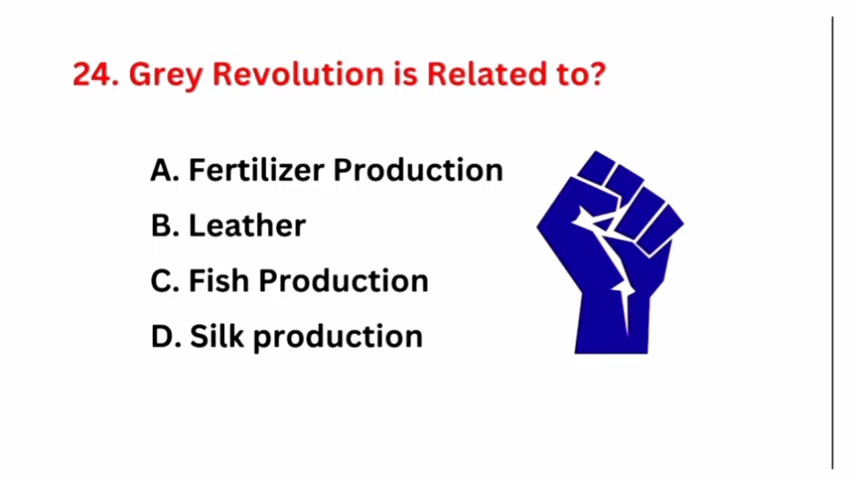 24. Grey Revolution is Related to?
A. Fertilizer Production
B. Leather
C. Fish Production
D. Silk production